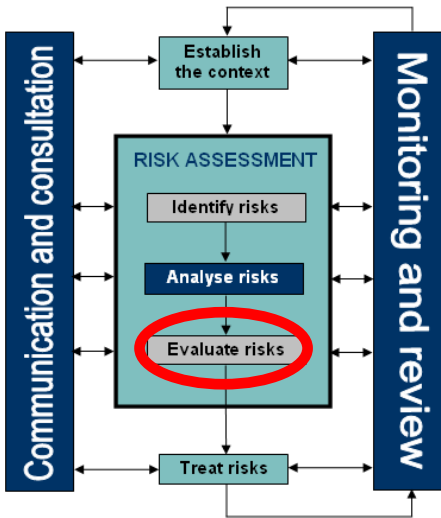 Communication and consultation
Establish
the context
RISK ASSESSMENT
Identify risks
Analyse risks
Evaluate risks
Treat risks
Monitoring and review